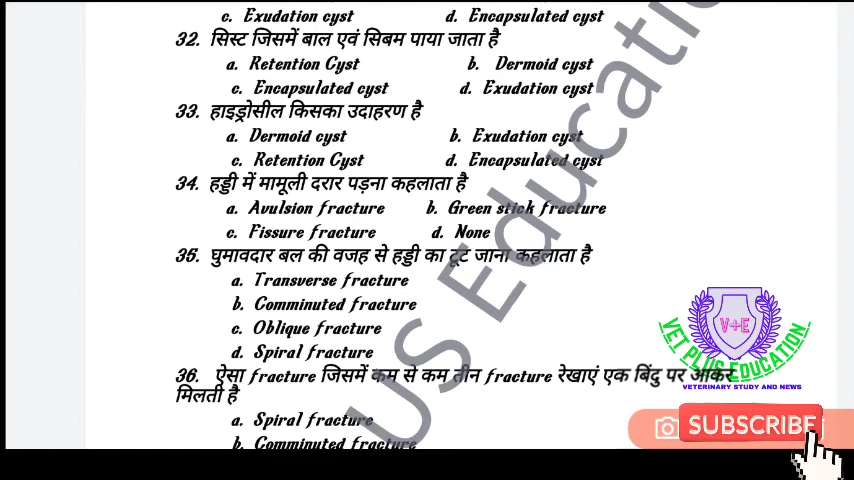 c. Exudation cyst d. Encapsulated cyst
32. सिस्ट जिसमें बाल एवं सिबम पाया जाता है
a. Retention Cyst b. Dermoid cyst
c. Encapsulated cyst d. Exudation cyst
33. हाइड्रोसील किसका उदाहरण है
a. Dermoid cyst b. Exudation cyst
c. Retention Cyst d. Encapsulated cyst
34. हड्डी में मामूली दरार पड़ना कहलाता है
a. Avulsion fracture b. Green stick fracture
c. Fissure fracture d. None
35. घुमावदार बल की वजह से हड्डी का टूट जाना कहलाता है
a. Transverse fracture
b. Comminuted fracture
c. Oblique fracture
d. Spiral fracture
36. ऐसा fracture जिसमें कम से कम तीन fracture रेखाएं एक बिंदु पर आकर
मिलती है
a. Spiral fracture
b. Comminuted fracture
US Educati
V+E
VET PLUS EDUCATION
VETERINARY STUDY AND NEWS
SUBSCRIBE